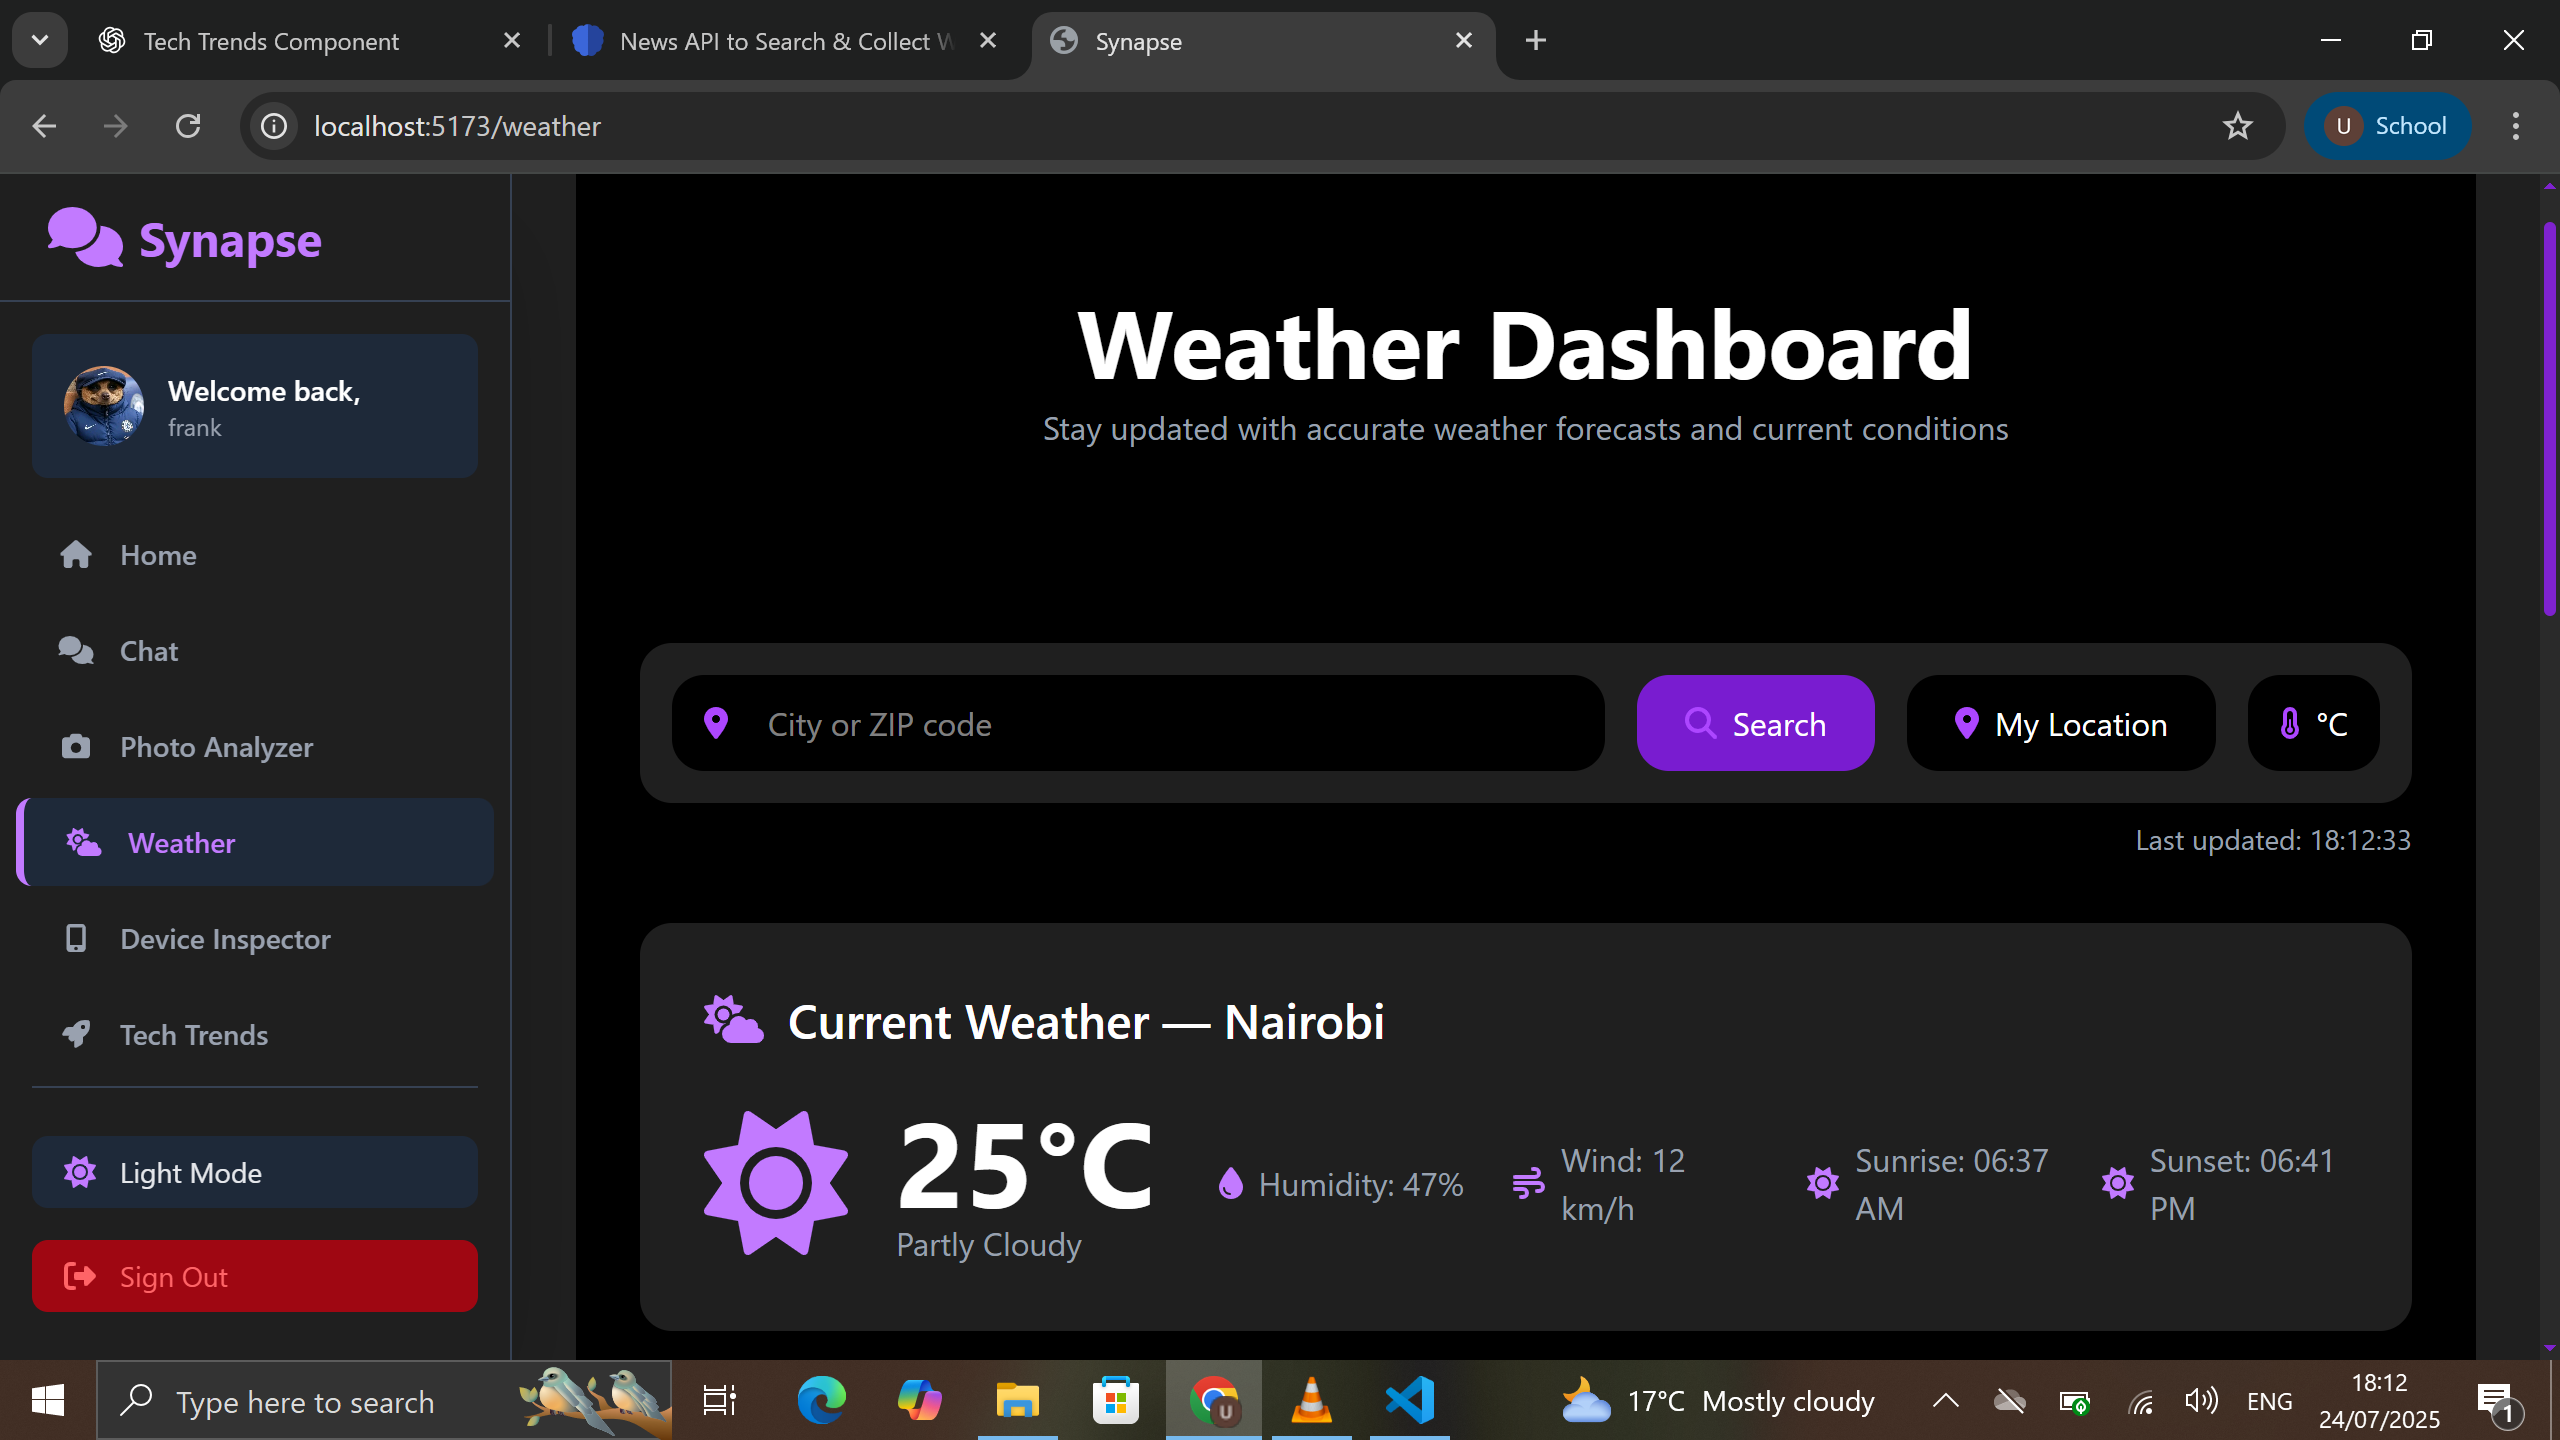 Tech Trends Component
News API to Search & Collect W
Synapse
localhost:5173/weather
U
School
Synapse
Welcome back,
frank
Home
Chat
Photo Analyzer
Weather
Device Inspector
Tech Trends
Light Mode
Sign Out
Weather Dashboard
Stay updated with accurate weather forecasts and current conditions
City or ZIP code
Search
My Location
°C
Last updated: 18:12:33
Current Weather — Nairobi
25°C
Partly Cloudy
Humidity: 47%
Wind: 12
km/h
Sunrise: 06:37
AM
Sunset: 06:41
PM
Type here to search
U
17°C Mostly cloudy
ENG
18:12
24/07/2025
1